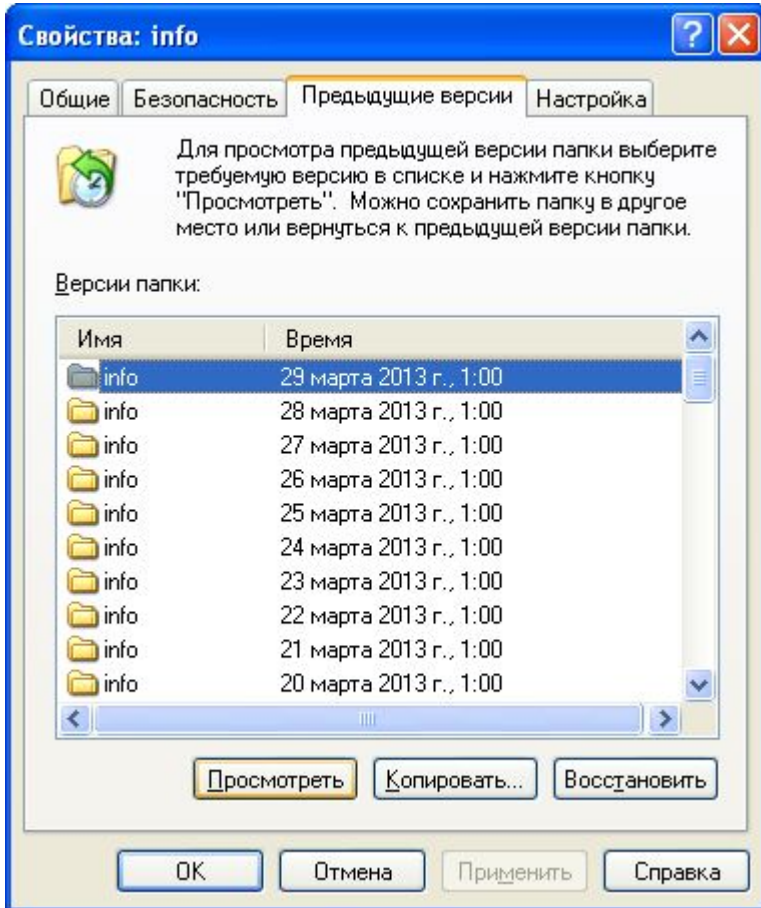 Свойства: info
Общие Безопасность Предыдущие версии Настройка
Для просмотра предыдущей версии папки выберите
требуемую версию в списке и нажмите кнопку
"Просмотреть". Можно сохранить папку в другое
место или вернуться к предыдущей версии папки.
Версии папки:
Имя Время
info 29 марта 2013 г., 1:00
info 28 марта 2013 г., 1:00
info 27 марта 2013 г., 1:00
info 26 марта 2013 г., 1:00
info 25 марта 2013 г., 1:00
info 24 марта 2013 г., 1:00
info 23 марта 2013 г., 1:00
info 22 марта 2013 г., 1:00
info 21 марта 2013 г., 1:00
info 20 марта 2013 г., 1:00
Просмотреть Копировать... Восстановить
OK Отмена Применить Справка